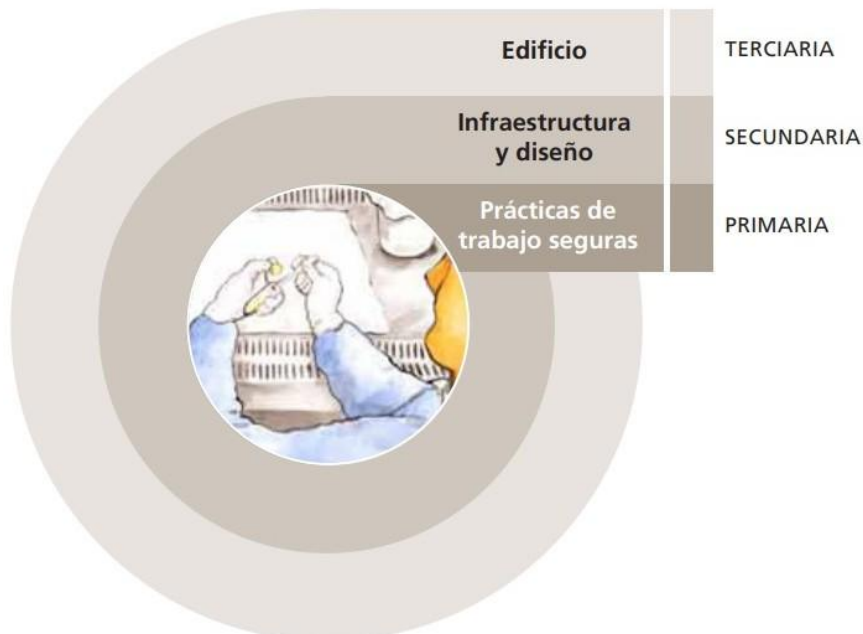 Edificio
TERCIARIA
Infraestructura
y diseño
SECUNDARIA
Prácticas de
trabajo seguras
PRIMARIA